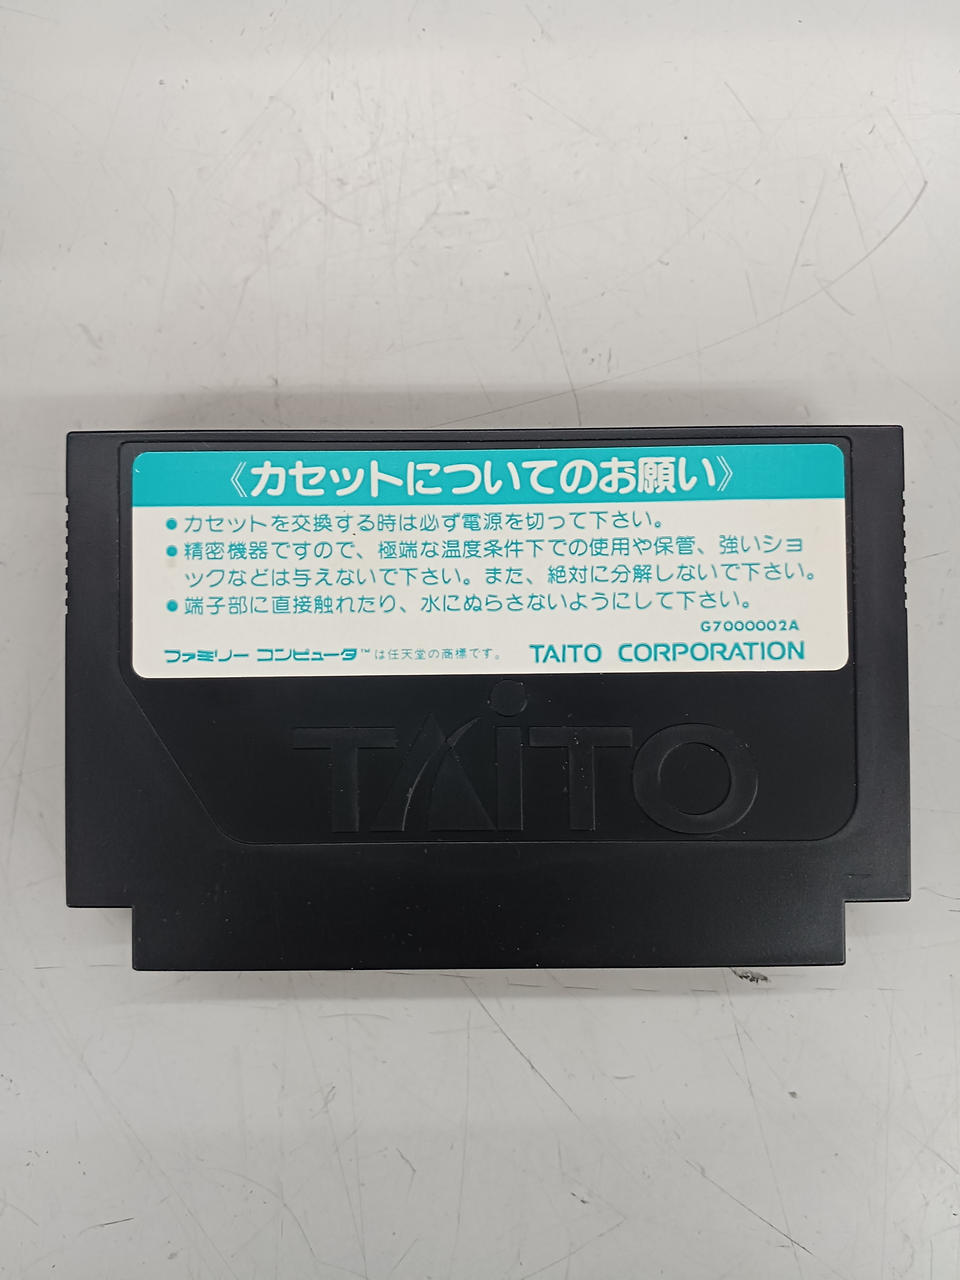 《カセットについてのお願い》
●カセットを交換する時は必ず電源を切って下さい。
●精密機器ですので、極端な温度条件下での使用や保管、強いショ
ックなどは与えないで下さい。また、絶対に分解しないで下さい。
●端子部に直接触れたり、水にぬらさないようにして下さい。
G7000002A
ファミリー コンピュータ™は任天堂の商標です。 TAITO CORPORATION
TAITO